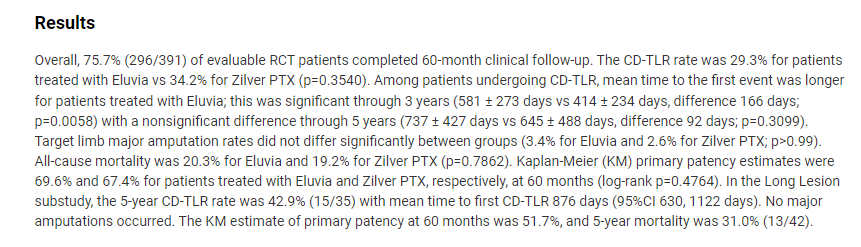 Results
Overall, 75.7% (296/391) of evaluable RCT patients completed 60-month clinical follow-up. The CD-TLR rate was 29.3% for patients
treated with Eluvia vs 34.2% for Zilver PTX (p=0.3540). Among patients undergoing CD-TLR, mean time to the first event was longer
for patients treated with Eluvia; this was significant through 3 years (581 ± 273 days vs 414 ± 234 days, difference 166 days;
p=0.0058) with a nonsignificant difference through 5 years (737 ± 427 days vs 645 ± 488 days, difference 92 days; p=0.3099).
Target limb major amputation rates did not differ significantly between groups (3.4% for Eluvia and 2.6% for Zilver PTX; p>0.99).
All-cause mortality was 20.3% for Eluvia and 19.2% for Zilver PTX (p=0.7862). Kaplan-Meier (KM) primary patency estimates were
69.6% and 67.4% for patients treated with Eluvia and Zilver PTX, respectively, at 60 months (log-rank p=0.4764). In the Long Lesion
substudy, the 5-year CD-TLR rate was 42.9% (15/35) with mean time to first CD-TLR 876 days (95%CI 630, 1122 days). No major
amputations occurred. The KM estimate of primary patency at 60 months was 51.7%, and 5-year mortality was 31.0% (13/42).